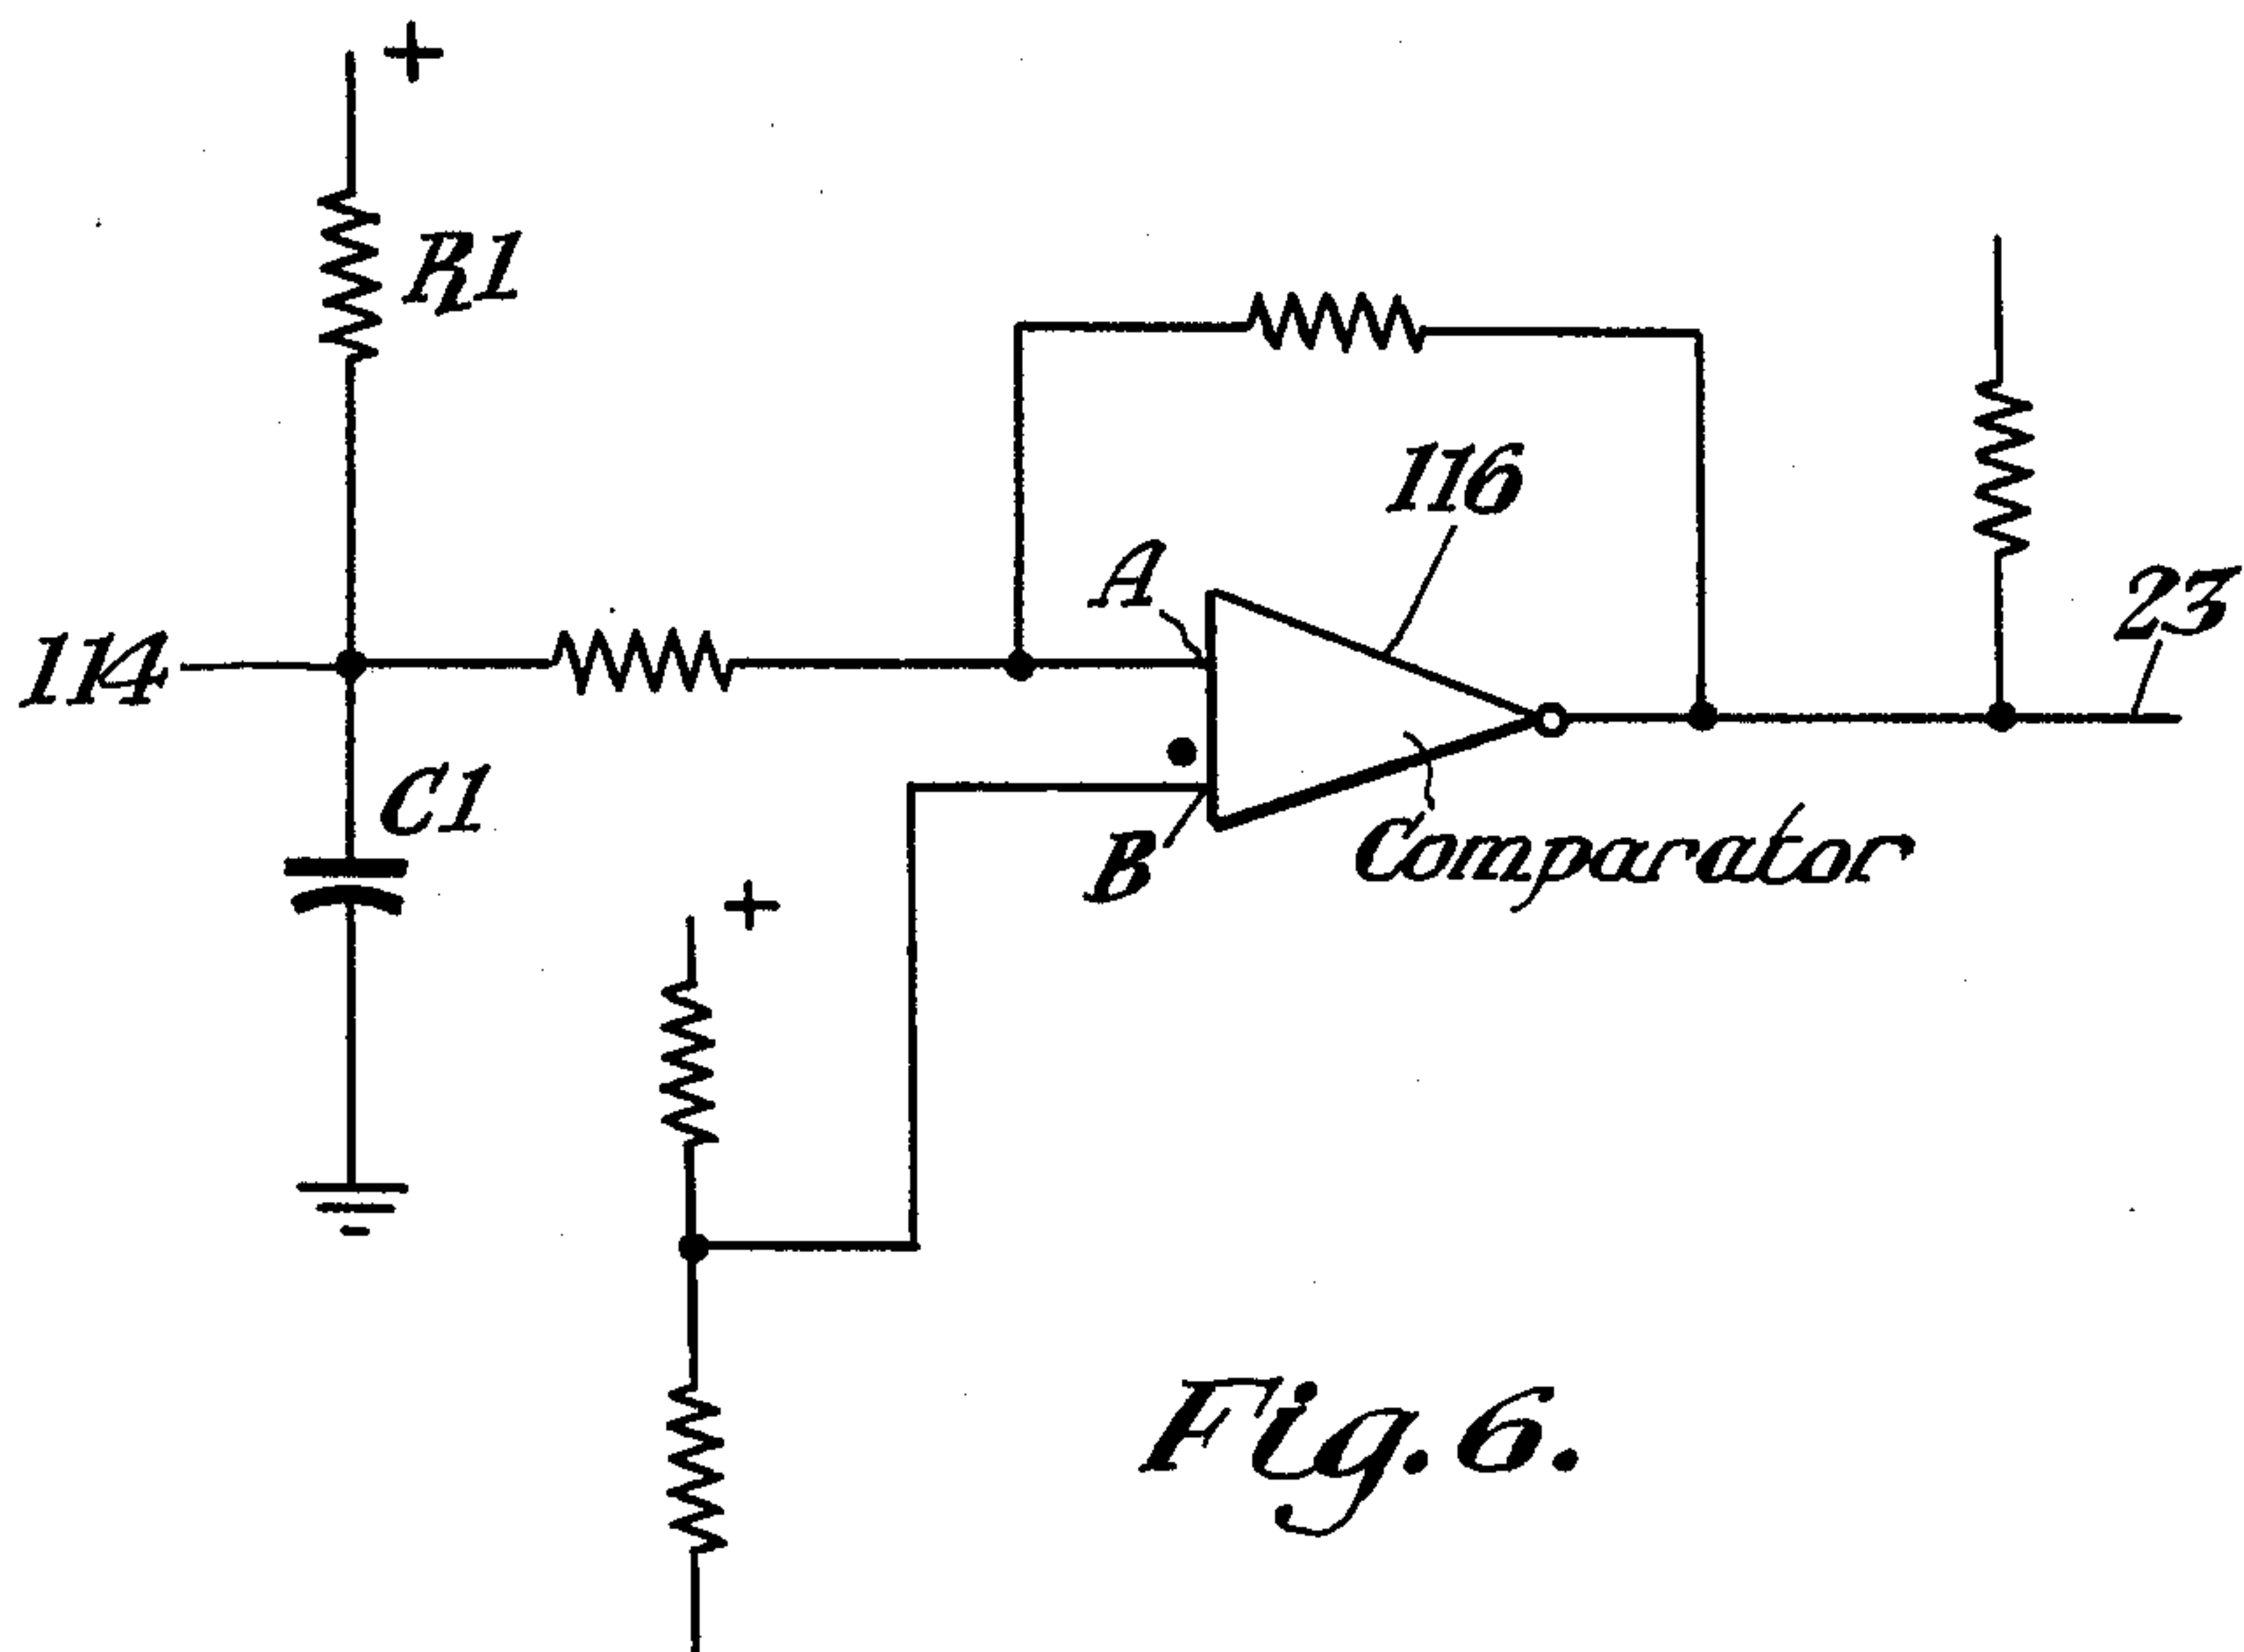 +
R1
116
A
23
114
C1
B
Comparator
+
Fig. 6.